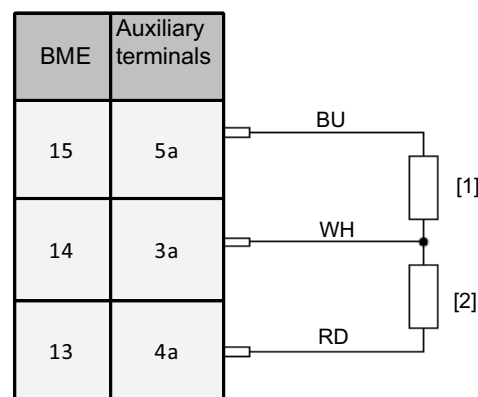 BME
Auxiliary
terminals
15
5a
BU
[1]
14
3a
WH
[2]
13
4a
RD